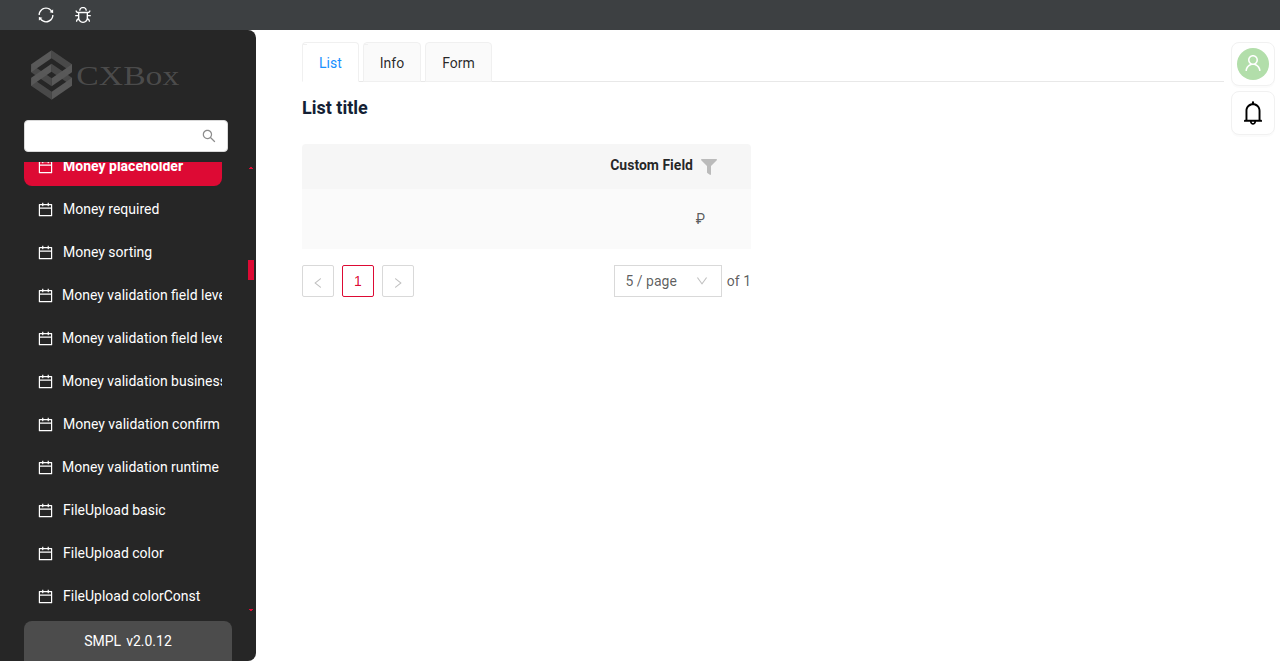 CXBox
Money placeholder
Money required
Money sorting
Money validation field leve
Money validation field leve
Money validation business
Money validation confirm
Money validation runtime
FileUpload basic
FileUpload color
FileUpload colorConst
SMPL v2.0.12
List
Info
Form
List title
Custom Field
₽
1
5 / page
of 1